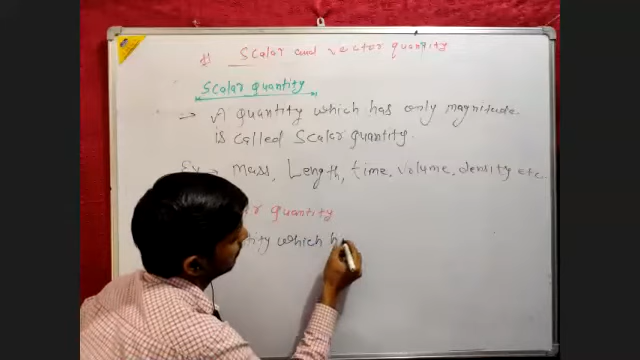 Scalar and vector quantity
Scalar quantity
→ A quantity which has only magnitude
is called Scalar quantity.
Ex → Mass, Length, time, volume, density etc.
r quantity
tity which h